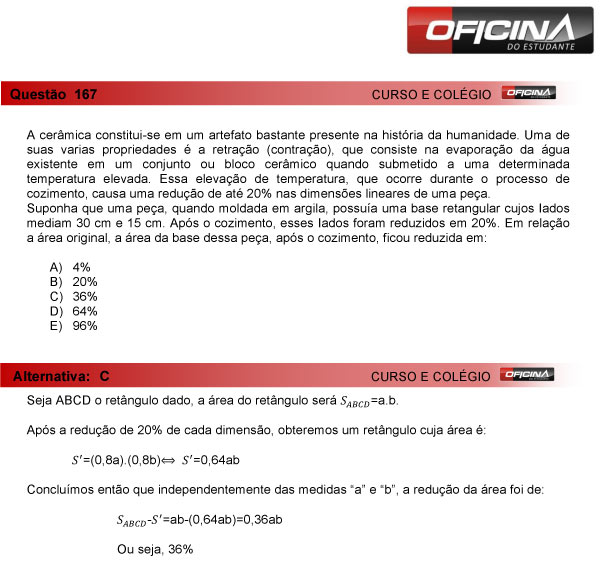 OFICINA
DO ESTUDANTE
Questão 167 CURSO E COLÉGIO OFICINA
A cerâmica constitui-se em um artefato bastante presente na história da humanidade. Uma de
suas varias propriedades é a retração (contração), que consiste na evaporação da água
existente em um conjunto ou bloco cerâmico quando submetido a uma determinada
temperatura elevada. Essa elevação de temperatura, que ocorre durante o processo de
cozimento, causa uma redução de até 20% nas dimensões lineares de uma peça.
Suponha que uma peça, quando moldada em argila, possuía uma base retangular cujos lados
mediam 30 cm e 15 cm. Após o cozimento, esses lados foram reduzidos em 20%. Em relação
a área original, a área da base dessa peça, após o cozimento, ficou reduzida em:
A) 4%
B) 20%
C) 36%
D) 64%
E) 96%
Alternativa: C CURSO E COLÉGIO OFICINA
Seja ABCD o retângulo dado, a área do retângulo será S_ABCD=a.b.
Após a redução de 20% de cada dimensão, obteremos um retângulo cuja área é:
S'=(0,8a).(0,8b)⟺ S'=0,64ab
Concluímos então que independentemente das medidas “a” e “b”, a redução da área foi de:
S_ABCD-S'=ab-(0,64ab)=0,36ab
Ou seja, 36%